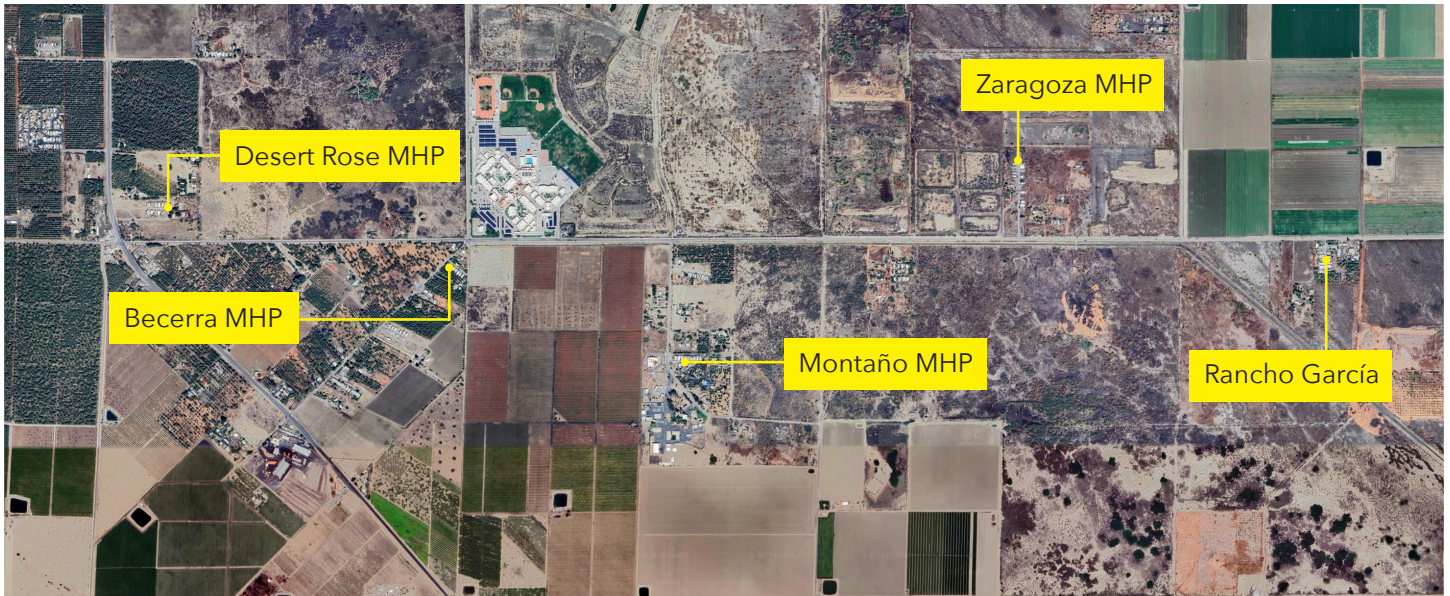 Zaragoza MHP
Desert Rose MHP
Becerra MHP
Montaño MHP
Rancho García